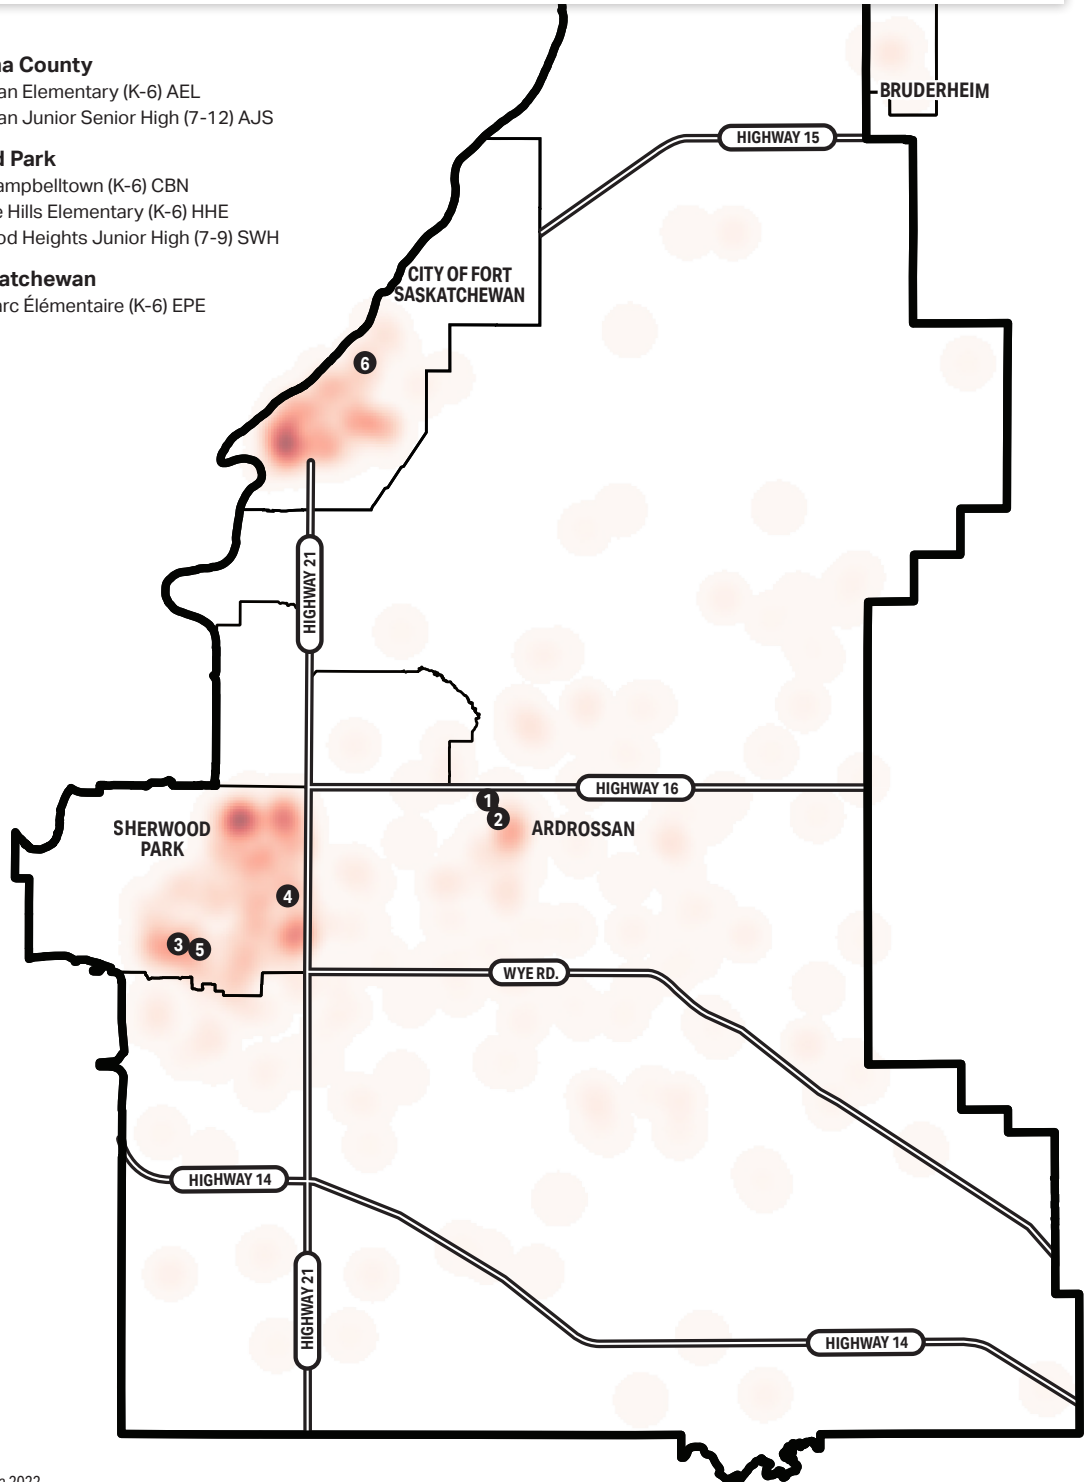 a County
an Elementary (K-6) AEL
an Junior Senior High (7-12) AJS
d Park
ampbelltown (K-6) CBN
e Hills Elementary (K-6) HHE
od Heights Junior High (7-9) SWH
atchewan
arc Élémentaire (K-6) EPE
BRUDERHEIM
HIGHWAY 15
CITY OF FORT
SASKATCHEWAN
6
HIGHWAY 21
HIGHWAY 16
1
2
ARDROSSAN
SHERWOOD
PARK
4
3
5
WYE RD.
HIGHWAY 14
HIGHWAY 21
HIGHWAY 14
2022